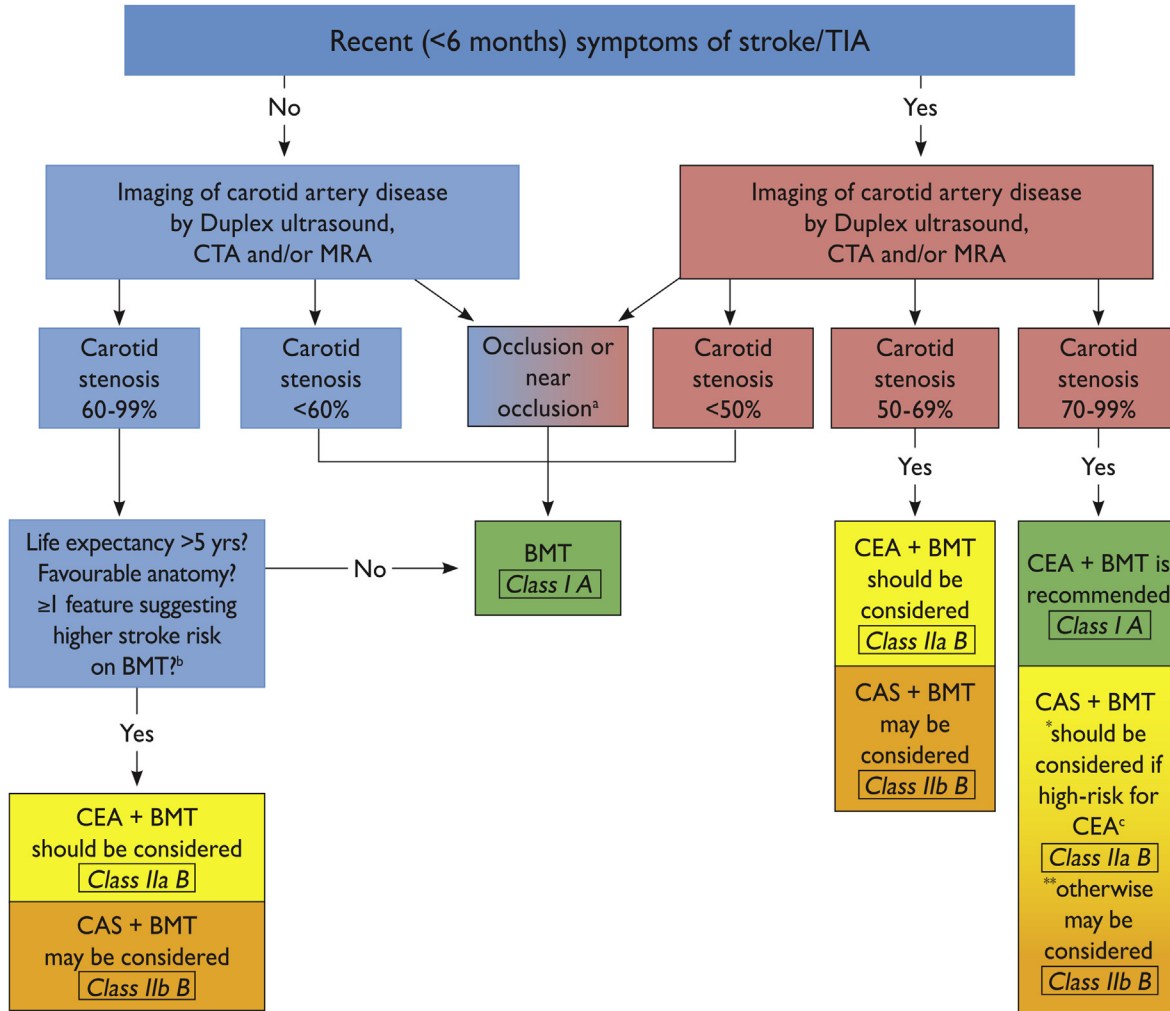 Recent (<6 months) symptoms of stroke/TIA
No
Yes
Imaging of carotid artery disease
by Duplex ultrasound,
CTA and/or MRA
Imaging of carotid artery disease
by Duplex ultrasound,
CTA and/or MRA
Carotid
stenosis
60-99%
Carotid
stenosis
<60%
Occlusion or
near
occlusionᵃ
Carotid
stenosis
<50%
Carotid
stenosis
50-69%
Carotid
stenosis
70-99%
Yes
Yes
Life expectancy >5 yrs?
Favourable anatomy?
≥1 feature suggesting
higher stroke risk
on BMT?ᵇ
No
BMT
Class I A
CEA + BMT
should be
considered
Class IIa B
CAS + BMT
may be
considered
Class IIb B
CEA + BMT is
recommended
Class I A
CAS + BMT
*should be
considered if
high-risk for
CEAᶜ
Class IIa B
**otherwise
may be
considered
Class IIb B
Yes
CEA + BMT
should be considered
Class IIa B
CAS + BMT
may be considered
Class IIb B